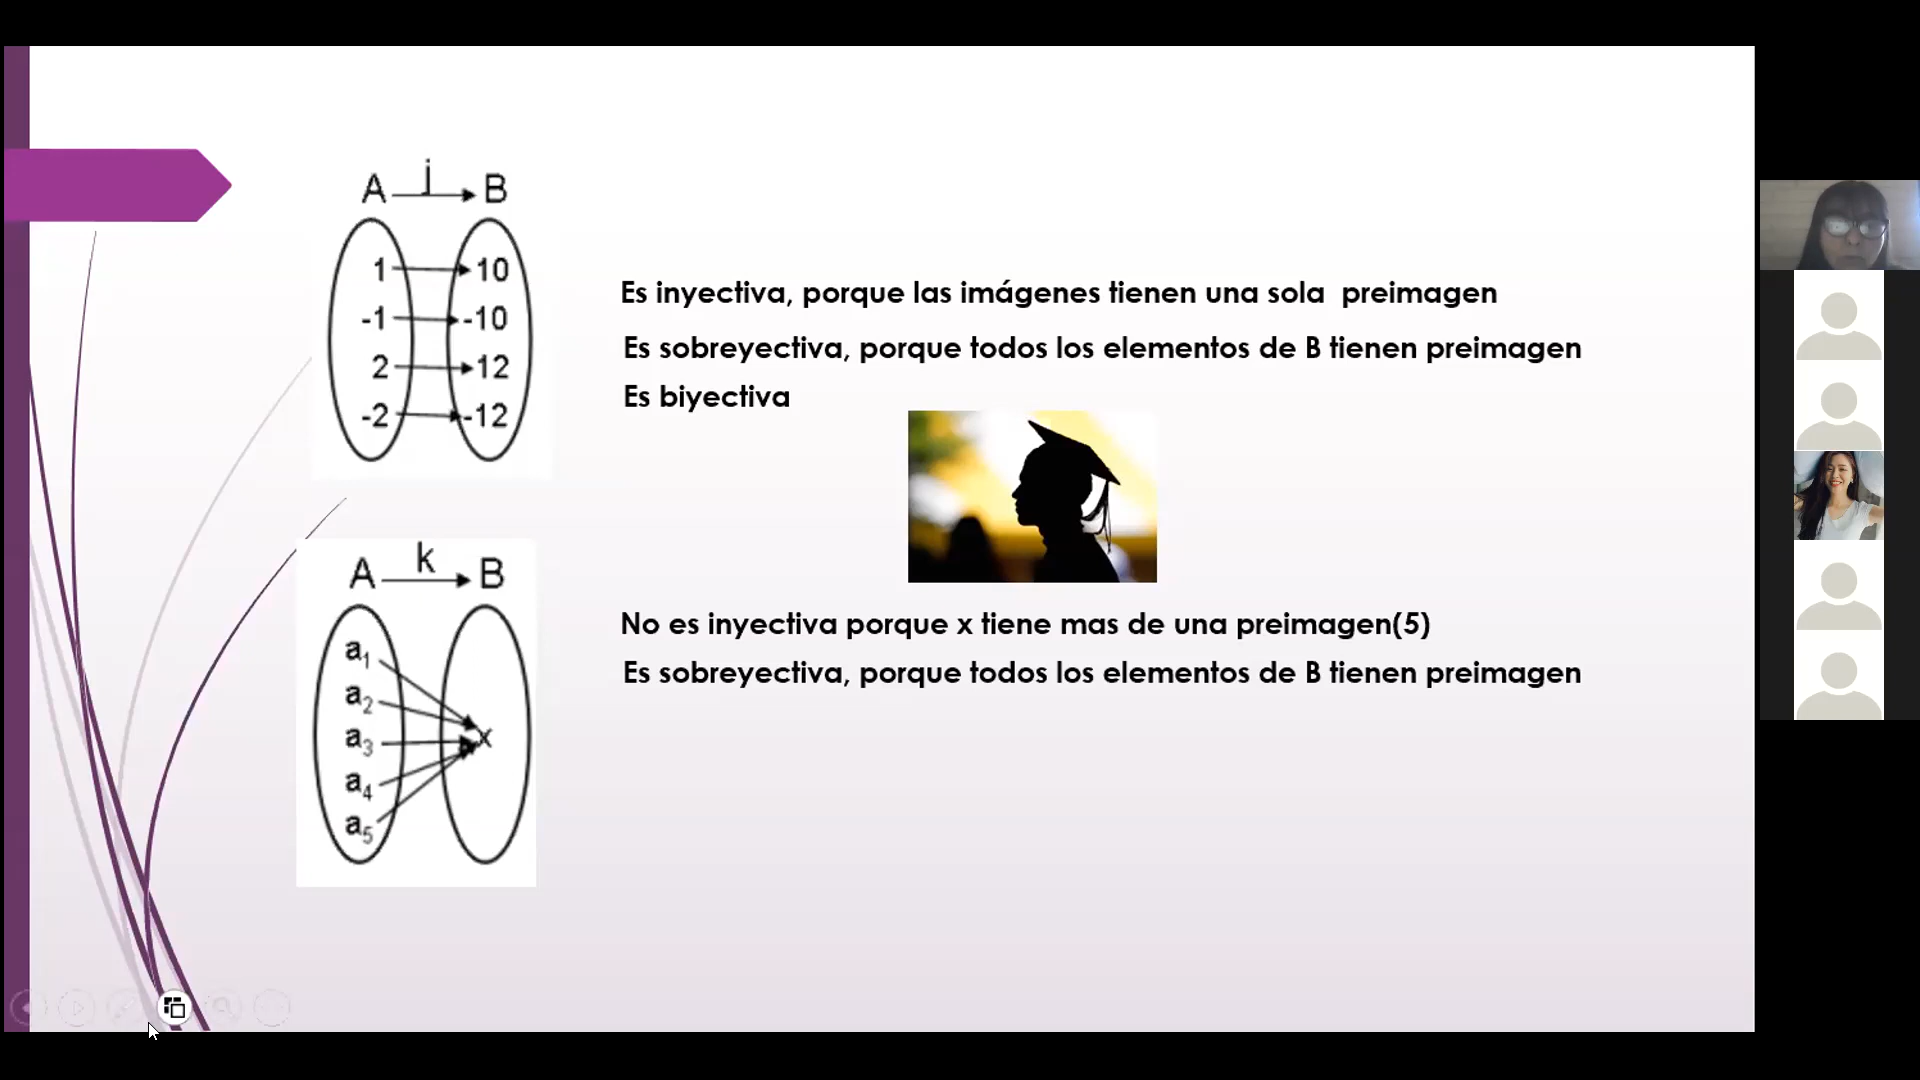 A j B
1 10
-1 -10
2 12
-2 -12
Es inyectiva, porque las imágenes tienen una sola preimagen
Es sobreyectiva, porque todos los elementos de B tienen preimagen
Es biyectiva
A k B
a₁
a₂
a₃ x
a₄
a₅
No es inyectiva porque x tiene mas de una preimagen(5)
Es sobreyectiva, porque todos los elementos de B tienen preimagen